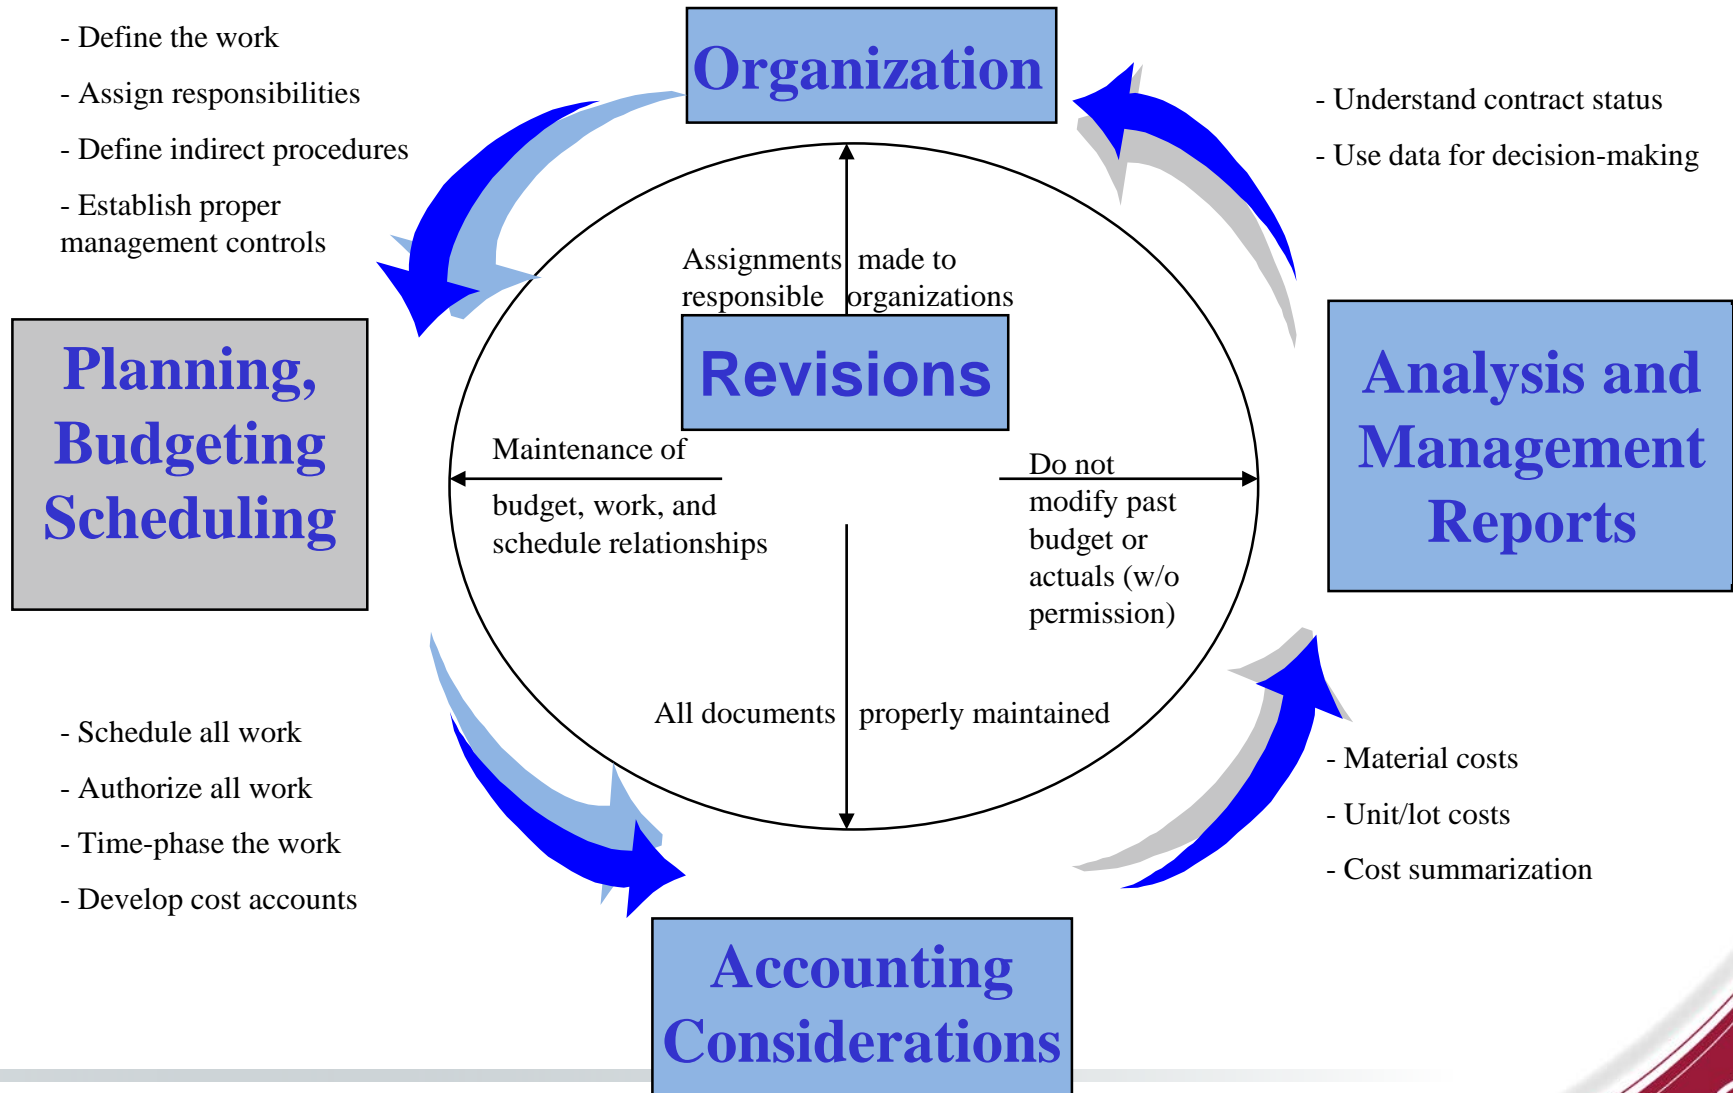 - Define the work
- Assign responsibilities
- Define indirect procedures
- Establish proper
management controls
Organization
- Understand contract status
- Use data for decision-making
Assignments made to
responsible organizations
Revisions
Planning,
Budgeting
Scheduling
Maintenance of
budget, work, and
schedule relationships
Do not
modify past
budget or
actuals (w/o
permission)
Analysis and
Management
Reports
All documents properly maintained
- Schedule all work
- Authorize all work
- Time-phase the work
- Develop cost accounts
- Material costs
- Unit/lot costs
- Cost summarization
Accounting
Considerations